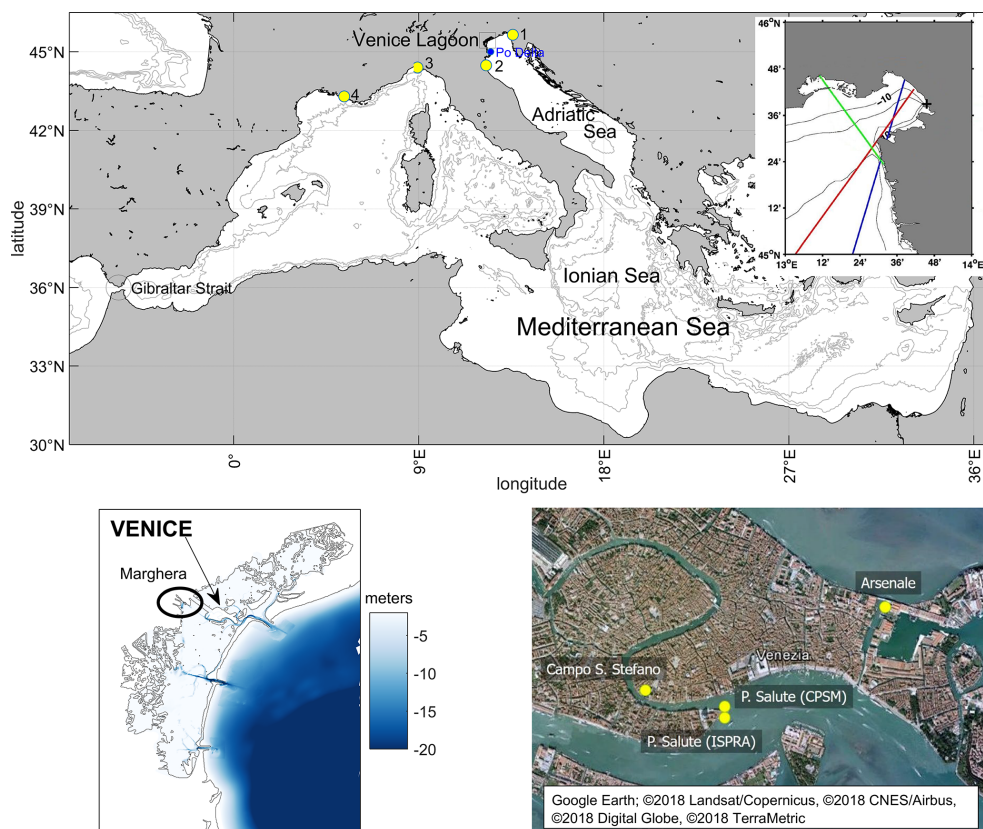 45°N
42°N
39°N
36°N
33°N
30°N
latitude
0°
9°E
18°E
27°E
36°E
longitude
Venice Lagoon
1
Po Delta
2
3
4
Adriatic
Sea
Ionian Sea
Gibraltar Strait
Mediterranean Sea
46°N
48'
36'
24'
12'
45°N
13°E
12'
24'
36'
48'
14°E
-10
VENICE
Marghera
meters
-5
-10
-15
-20
Arsenale
Venezia
Campo S. Stefano
P. Salute (CPSM)
P. Salute (ISPRA)
Google Earth; ©2018 Landsat/Copernicus, ©2018 CNES/Airbus,
©2018 Digital Globe, ©2018 TerraMetric